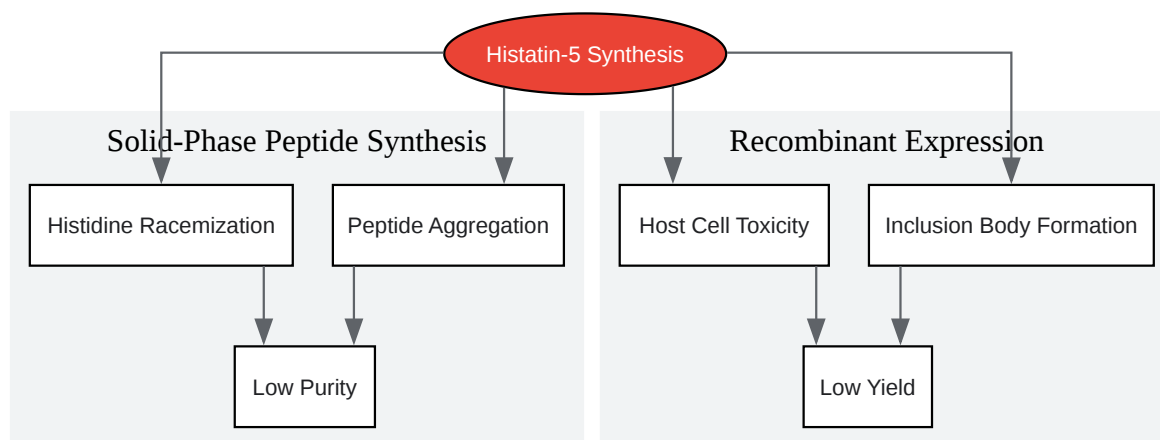 Histatin-5 Synthesis
Solid-Phase Peptide Synthesis
Recombinant Expression
Histidine Racemization
Peptide Aggregation
Host Cell Toxicity
Inclusion Body Formation
Low Purity
Low Yield